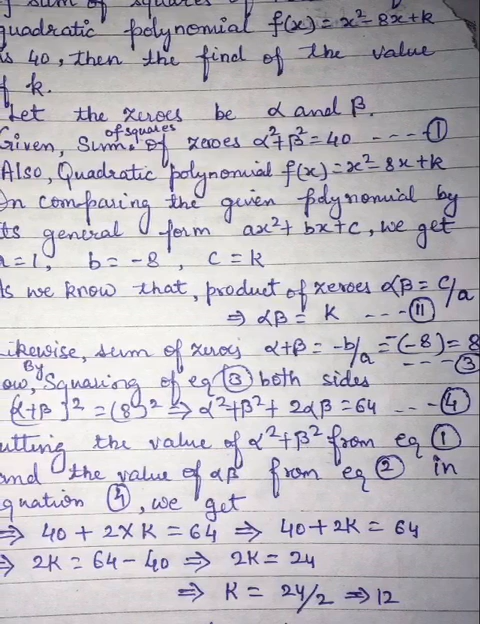 sum of squares of
quadratic polynomial f(x) = x²- 8x + k
is 40, then the find of the value
f k.
Let the zeroes be α and β.
Given, Sum of squares of zeroes α²+β² = 40 ---- ①
Also, Quadratic polynomial f(x) = x²- 8x + k
On comparing the given polynomial by
its general form ax² + bx + c, we get
a = 1, b = -8, c = k
As we know that, product of zeroes αβ = c/a
⇒ αβ = K --- ⑪
Likewise, sum of zeroes α+β = -b/a = -(-8) = 8
---- ③
Now, By Squaring of eq ③ both sides
[α+β]² = (8)² ⇒ α²+β² + 2αβ = 64 --- ④
Putting the value of α²+β² from eq ①
and the value of αβ from eq ② in
equation ④, we get
⇒ 40 + 2×K = 64 ⇒ 40 + 2K = 64
⇒ 2K = 64 - 40 ⇒ 2K = 24
⇒ K = 24/2 ⇒ 12